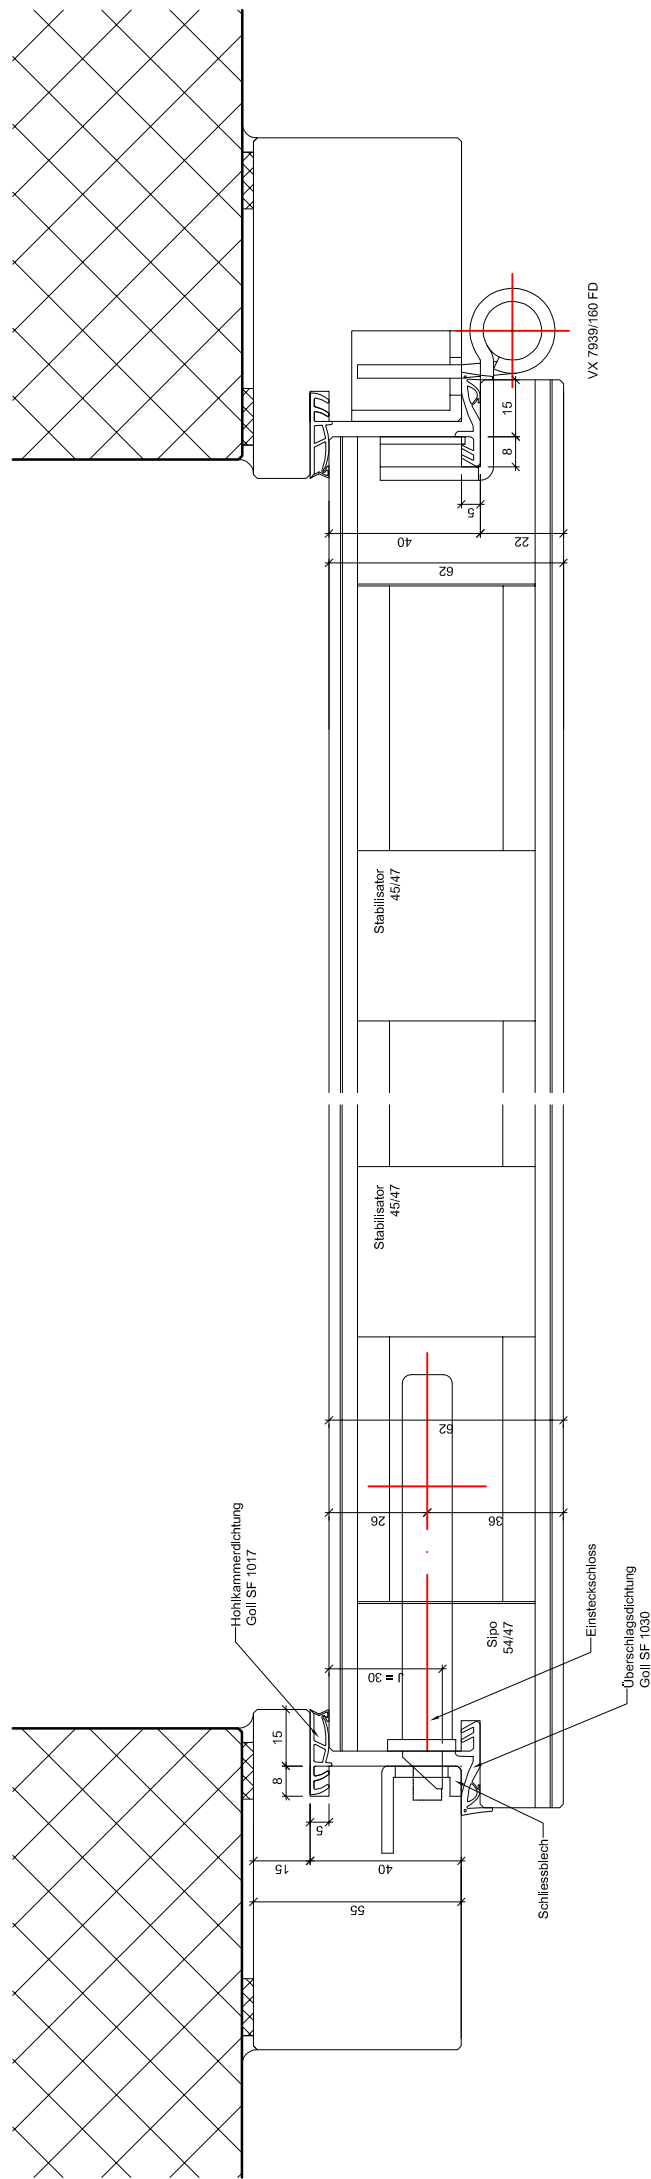 VX 7939/160 FD
15
8
5
40
22
62
Stabilisator
45/47
Stabilisator
45/47
62
26
36
Hohlkammerdichtung
Goll SF 1017
Einsteckschloss
Sipo
54/47
Überschlagsdichtung
Goll SF 1030
J = 30
15
8
5
15
40
55
Schliessblech